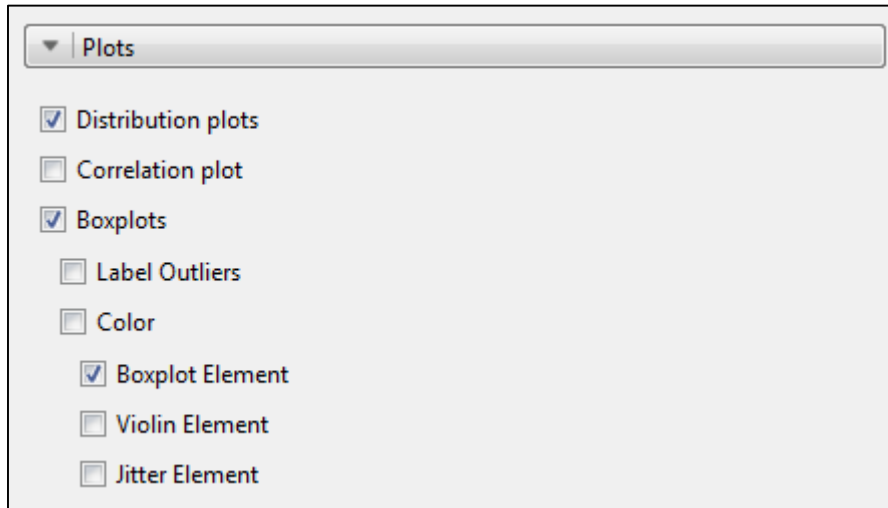 Plots
Distribution plots
Correlation plot
Boxplots
Label Outliers
Color
Boxplot Element
Violin Element
Jitter Element